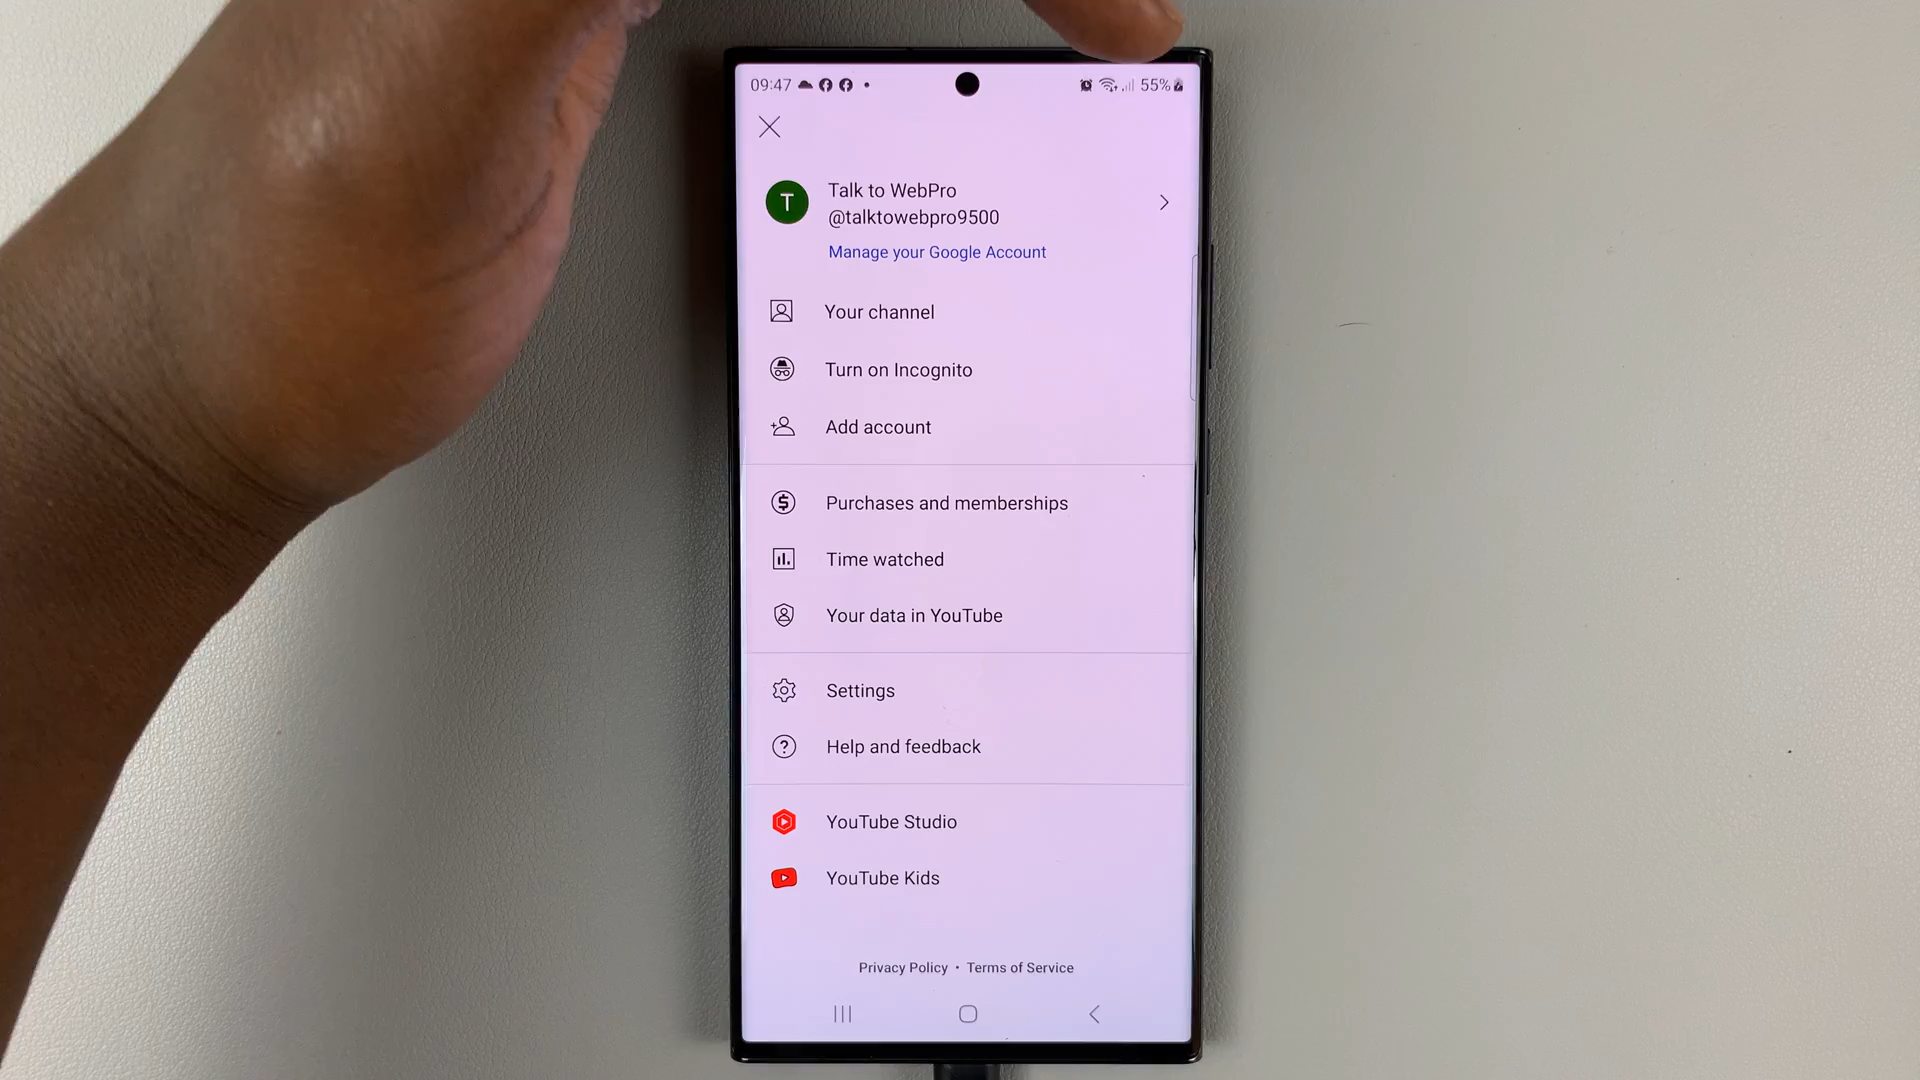 09:47 55%
T
Talk to WebPro
@talktowebpro9500
Manage your Google Account
Your channel
Turn on Incognito
Add account
Purchases and memberships
Time watched
Your data in YouTube
Settings
Help and feedback
YouTube Studio
YouTube Kids
Privacy Policy • Terms of Service